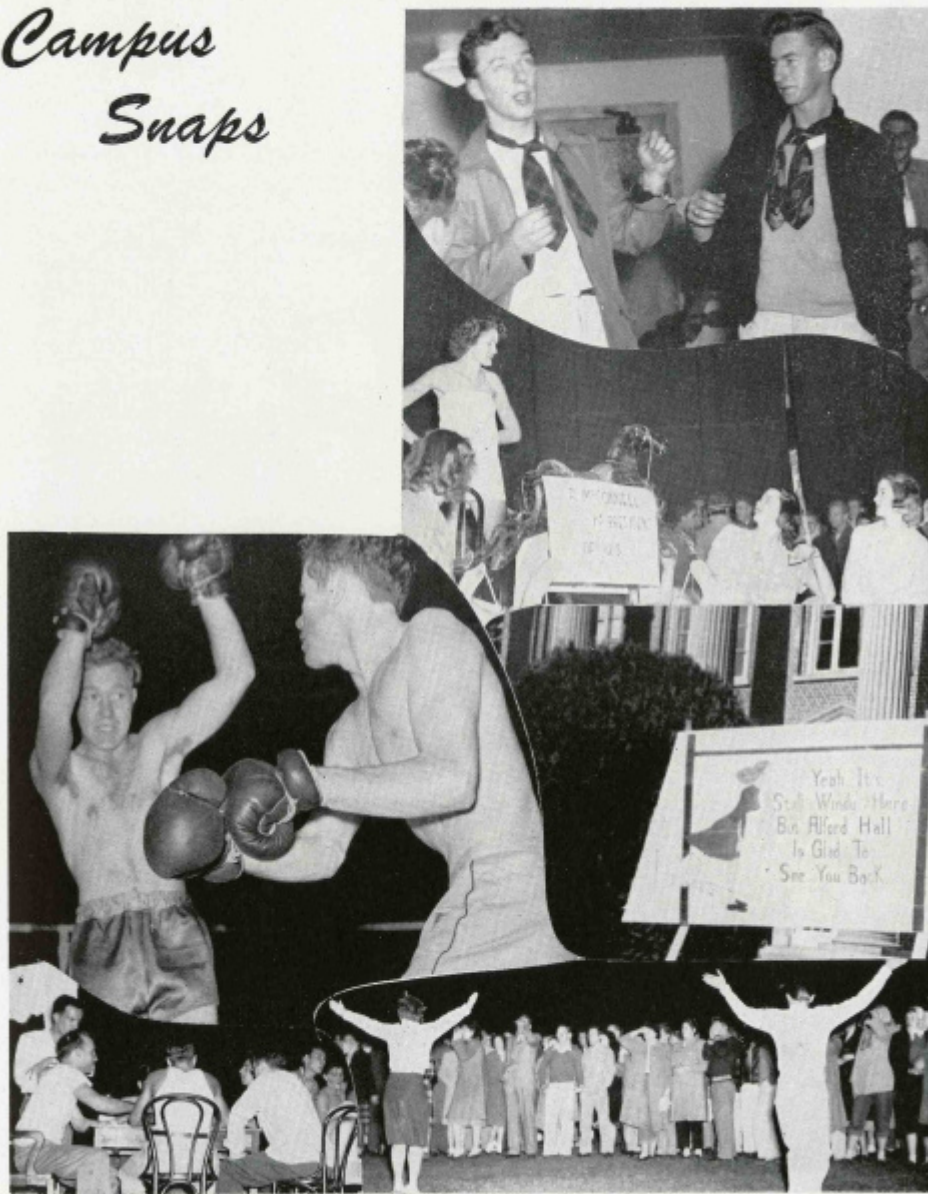 Campus
Snaps
Yeah It's
Still Windy Here
But Alford Hall
Is Glad To
See You Back